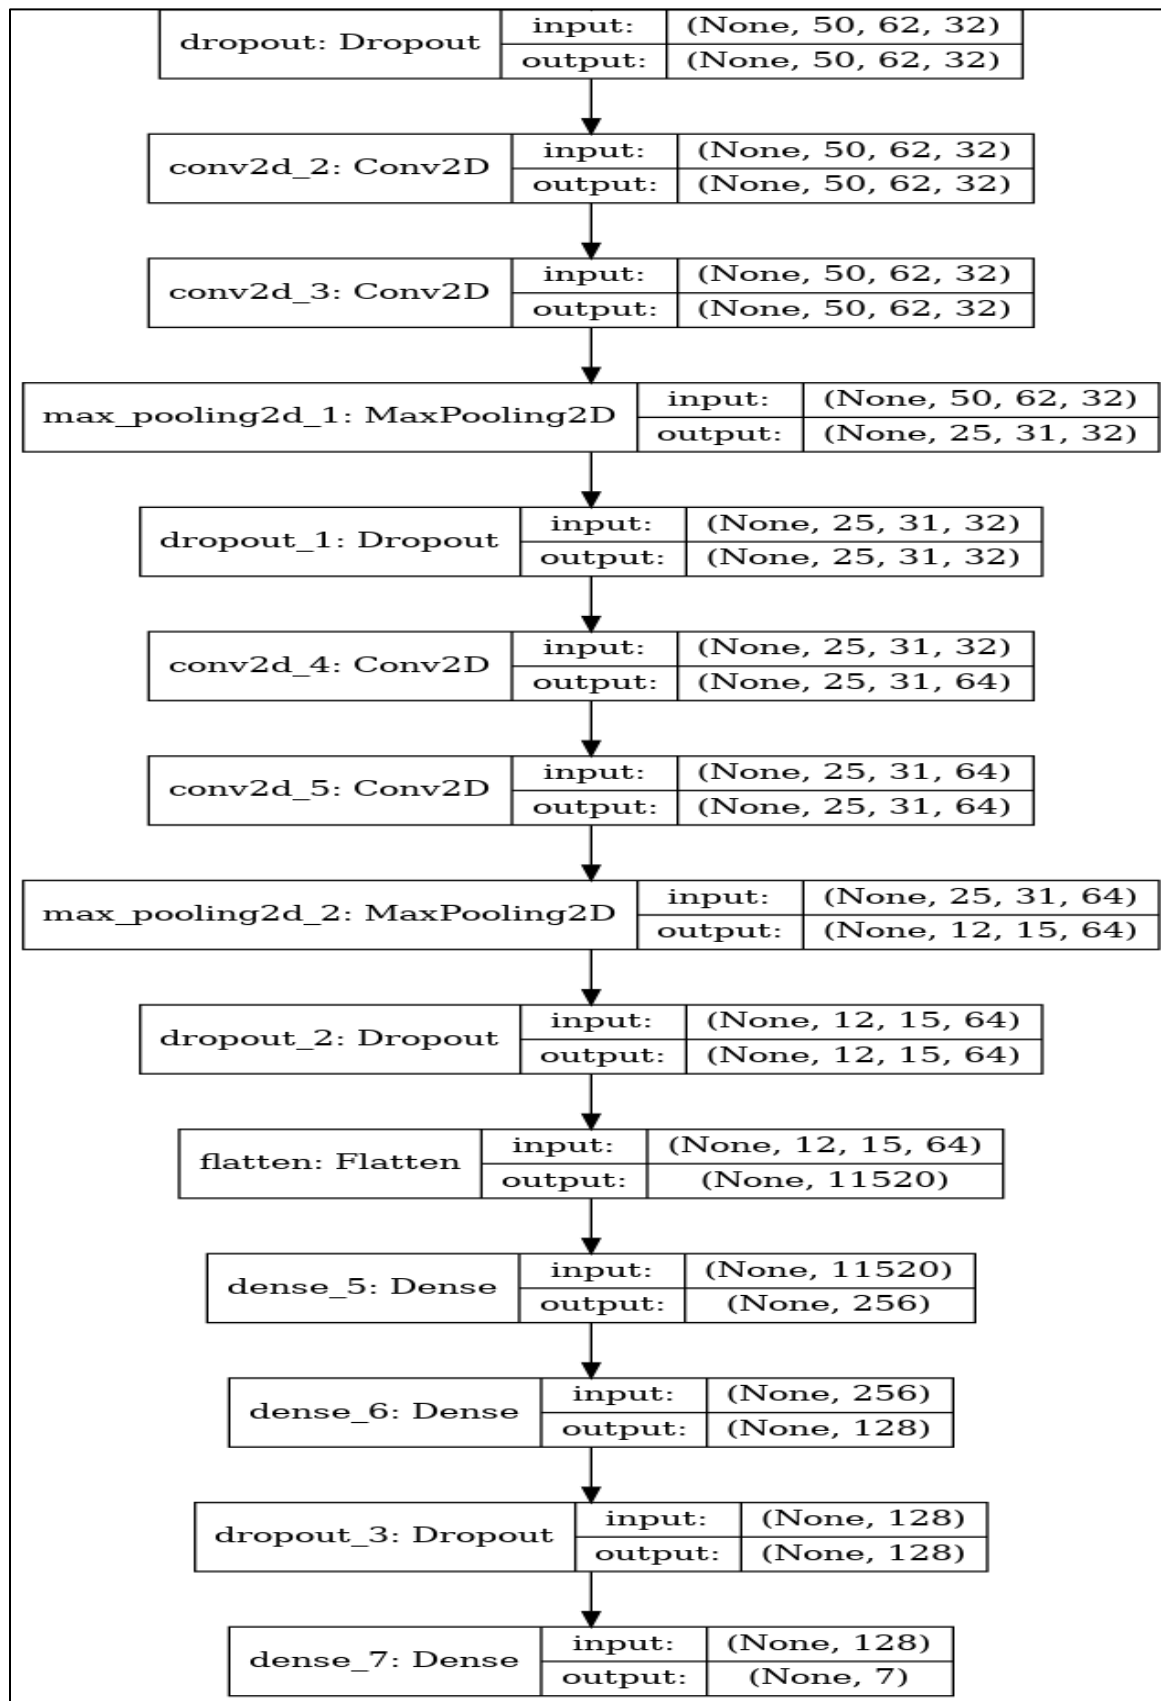 dropout: Dropout
input: (None, 50, 62, 32)
output: (None, 50, 62, 32)
conv2d_2: Conv2D
input: (None, 50, 62, 32)
output: (None, 50, 62, 32)
conv2d_3: Conv2D
input: (None, 50, 62, 32)
output: (None, 50, 62, 32)
max_pooling2d_1: MaxPooling2D
input: (None, 50, 62, 32)
output: (None, 25, 31, 32)
dropout_1: Dropout
input: (None, 25, 31, 32)
output: (None, 25, 31, 32)
conv2d_4: Conv2D
input: (None, 25, 31, 32)
output: (None, 25, 31, 64)
conv2d_5: Conv2D
input: (None, 25, 31, 64)
output: (None, 25, 31, 64)
max_pooling2d_2: MaxPooling2D
input: (None, 25, 31, 64)
output: (None, 12, 15, 64)
dropout_2: Dropout
input: (None, 12, 15, 64)
output: (None, 12, 15, 64)
flatten: Flatten
input: (None, 12, 15, 64)
output: (None, 11520)
dense_5: Dense
input: (None, 11520)
output: (None, 256)
dense_6: Dense
input: (None, 256)
output: (None, 128)
dropout_3: Dropout
input: (None, 128)
output: (None, 128)
dense_7: Dense
input: (None, 128)
output: (None, 7)